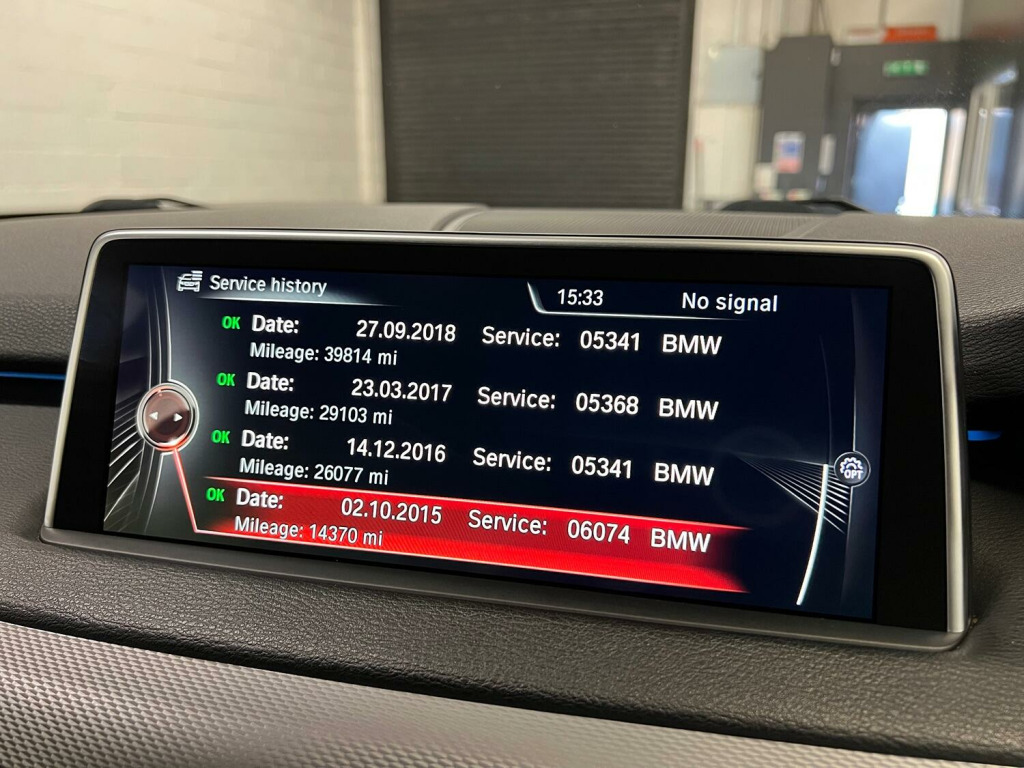 Service history
15:33
No signal
OK Date: 27.09.2018 Service: 05341 BMW
Mileage: 39814 mi
OK Date: 23.03.2017 Service: 05368 BMW
Mileage: 29103 mi
OK Date: 14.12.2016 Service: 05341 BMW
Mileage: 26077 mi
OK Date: 02.10.2015 Service: 06074 BMW
Mileage: 14370 mi
OPT